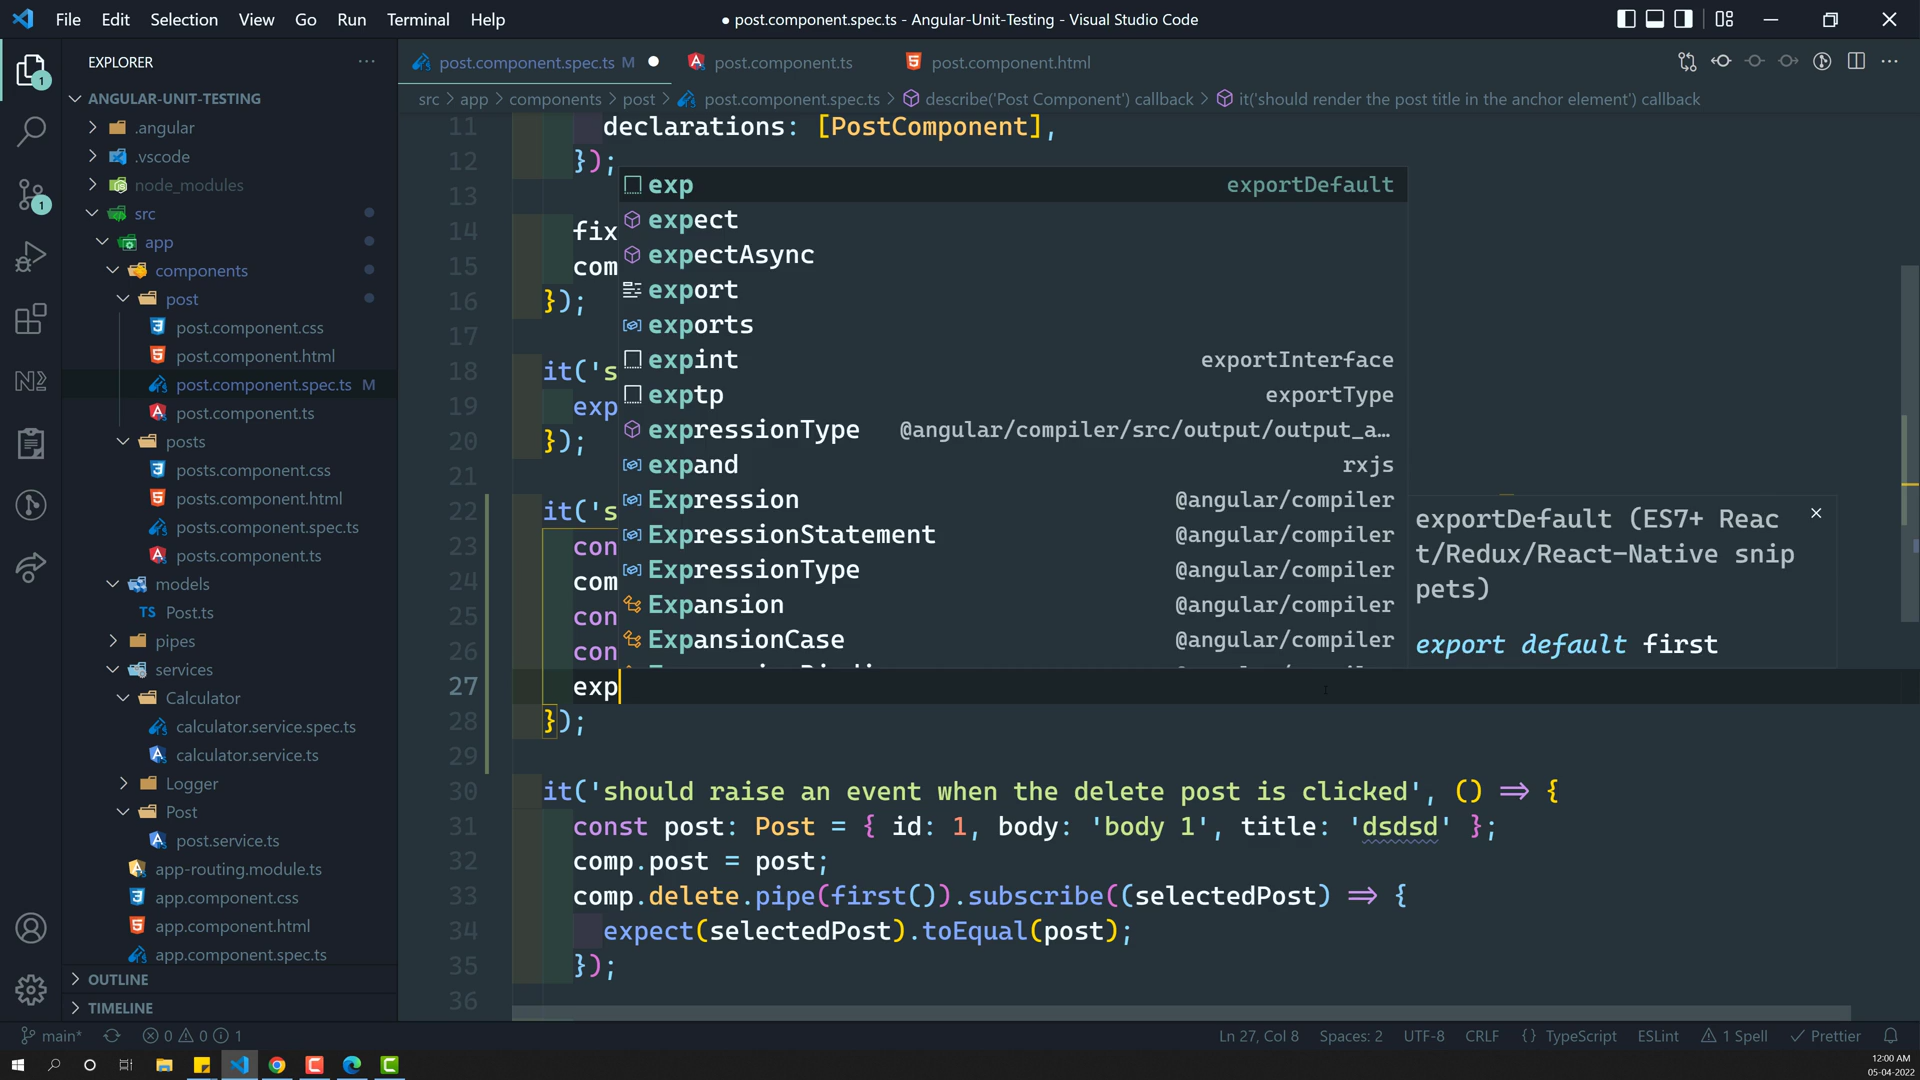 File Edit Selection View Go Run Terminal Help
● post.component.spec.ts - Angular-Unit-Testing - Visual Studio Code
EXPLORER
post.component.spec.ts M
post.component.ts
post.component.html
src > app > components > post > post.component.spec.ts > describe('Post Component') callback > it('should render the post title in the anchor element') callback
ANGULAR-UNIT-TESTING
.angular
.vscode
node_modules
src
app
components
post
post.component.css
post.component.html
post.component.spec.ts M
post.component.ts
posts
posts.component.css
posts.component.html
posts.component.spec.ts
posts.component.ts
models
TS Post.ts
pipes
services
Calculator
calculator.service.spec.ts
calculator.service.ts
Logger
Post
post.service.ts
app-routing.module.ts
app.component.css
app.component.html
app.component.spec.ts
OUTLINE
TIMELINE
11 declarations: [PostComponent],
12 });
13
14 fix
15 com
16 });
17
18 it('s
19 exp
20 });
21
22 it('s
23 con
24 com
25 con
26 con
27 exp
28 });
29
30 it('should raise an event when the delete post is clicked', () => {
31 const post: Post = { id: 1, body: 'body 1', title: 'dsdsd' };
32 comp.post = post;
33 comp.delete.pipe(first()).subscribe((selectedPost) => {
34 expect(selectedPost).toEqual(post);
35 });
36
exp exportDefault
expect
expectAsync
export
exports
expint exportInterface
exptp exportType
expressionType @angular/compiler/src/output/output_a…
expand rxjs
Expression @angular/compiler
ExpressionStatement @angular/compiler
ExpressionType @angular/compiler
Expansion @angular/compiler
ExpansionCase @angular/compiler
exportDefault (ES7+ Reac
t/Redux/React-Native snip
pets)
export default first
main* 0 0 1
Ln 27, Col 8 Spaces: 2 UTF-8 CRLF {} TypeScript ESLint 1 Spell Prettier
12:00 AM
05-04-2022